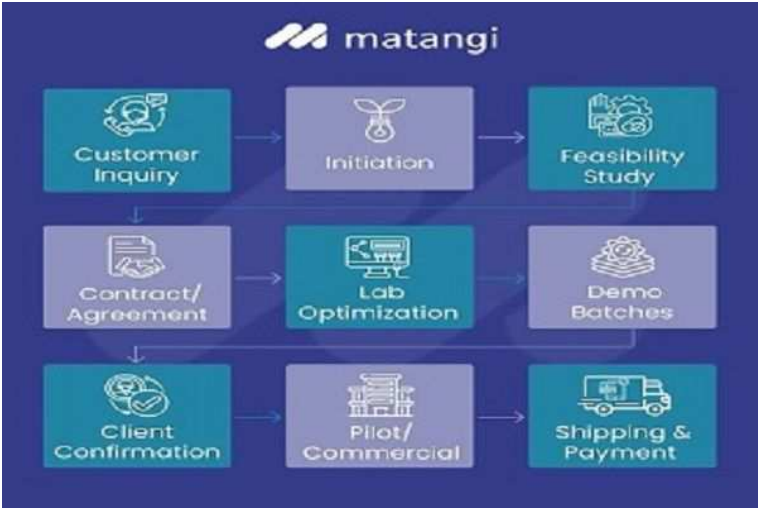 matangi
Customer
Inquiry
Initiation
Feasibility
Study
Contract/
Agreement
Lab
Optimization
Demo
Batches
Client
Confirmation
Pilot/
Commercial
Shipping &
Payment